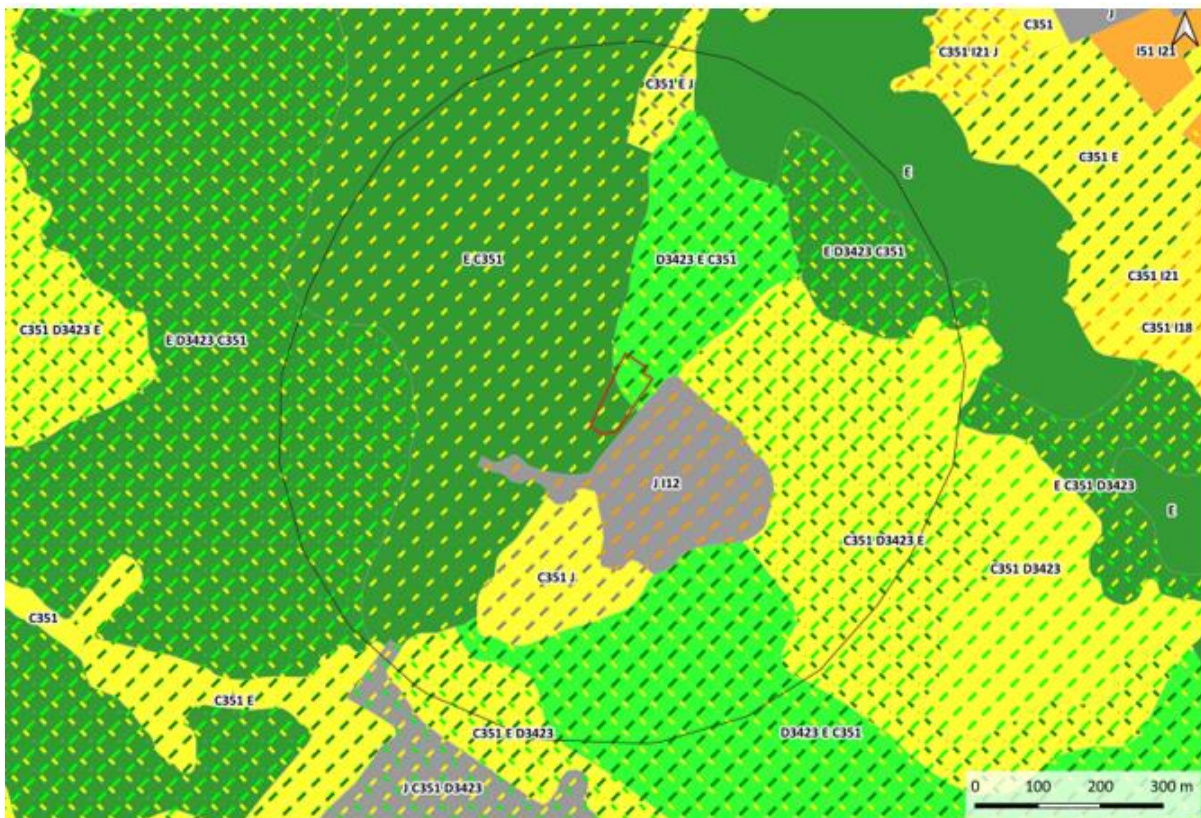 J
C351
C351 I21 J
I51 I21
C351 E J
C351 E
E
E C351
D3423 E C351
E D3423 C351
C351 I21
C351 D3423 E
E D3423 C351
C351 I18
J I12
E C351 D3423
E
C351 D3423 E
C351 D3423
C351 J
C351
C351 E
C351 E D3423
D3423 E C351
J C351 D3423
0 100 200 300 m